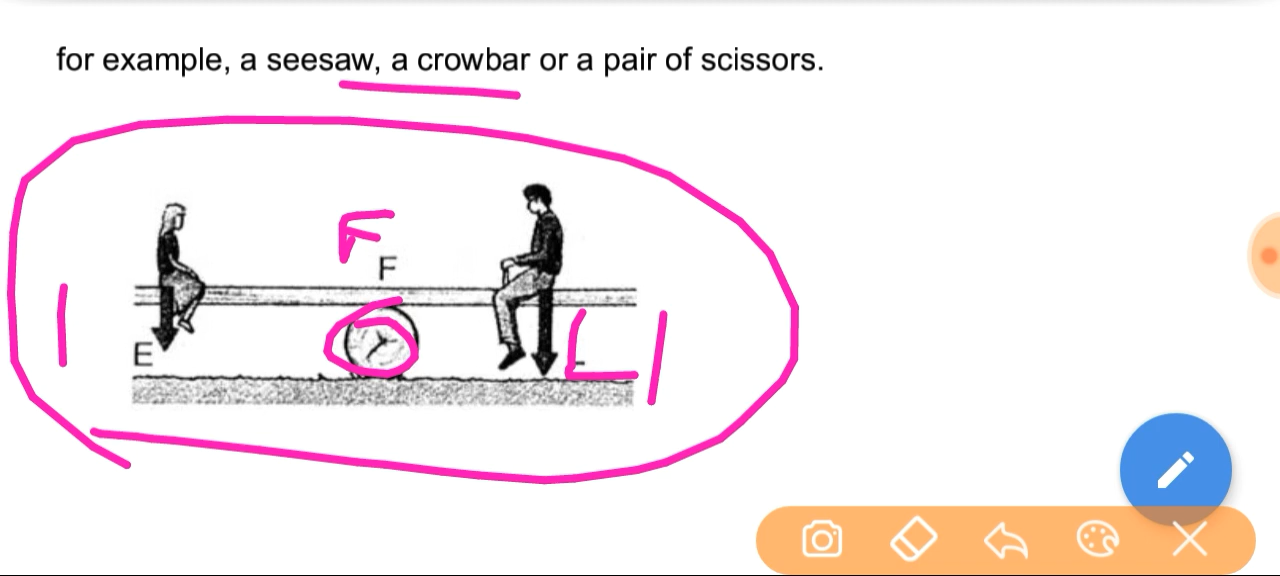 for example, a seesaw, a crowbar or a pair of scissors.
F
F
E
L